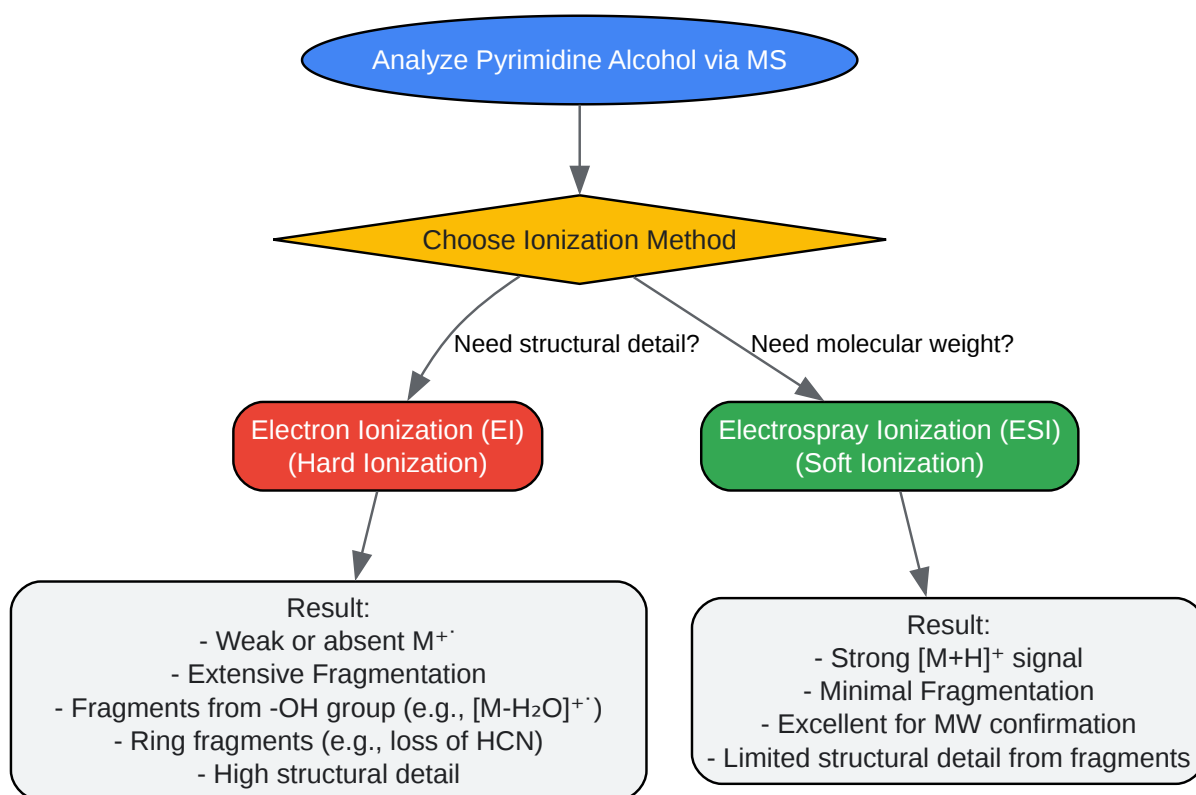 Analyze Pyrimidine Alcohol via MS
Choose Ionization Method
Need structural detail?
Need molecular weight?
Electron Ionization (EI)
(Hard Ionization)
Electrospray Ionization (ESI)
(Soft Ionization)
Result:
- Weak or absent M⁺˙
- Extensive Fragmentation
- Fragments from -OH group (e.g., [M-H₂O]⁺˙)
- Ring fragments (e.g., loss of HCN)
- High structural detail
Result:
- Strong [M+H]⁺ signal
- Minimal Fragmentation
- Excellent for MW confirmation
- Limited structural detail from fragments